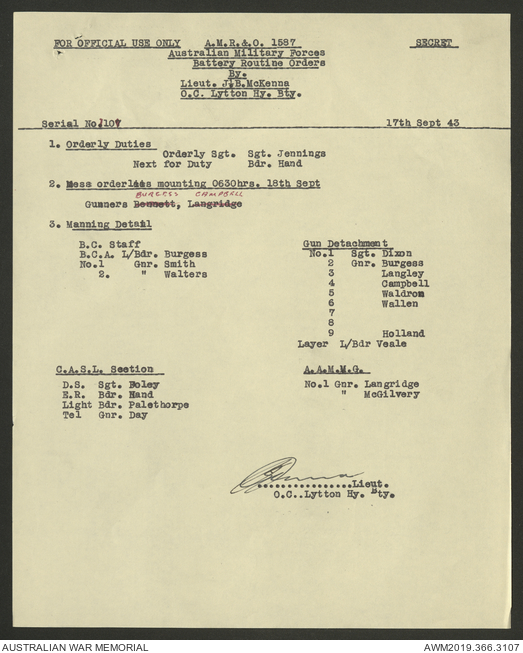 FOR OFFICIAL USE ONLY A.M.R.&.O. 1587 SECRET
Australian Military Forces
Battery Routine Orders
By.
Lieut. J.B.McKenna
O.C. Lytton Hy. Bty.
Serial No. 107 17th Sept 43
1. Orderly Duties
Orderly Sgt. Sgt. Jennings
Next for Duty Bdr. Hand
2. Mess orderlies mounting 0630hrs. 18th Sept
BURGESS CAMPBELL
Gunners Bennett, Langridge
3. Manning Detail
B.C. Staff
B.C.A. L/Bdr. Burgess
No.1 Gnr. Smith
2. " Walters
Gun Detachment
No.1 Sgt. Dixon
2 Gnr. Burgess
3 Langley
4 Campbell
5 Waldron
6 Wallen
7
8
9 Holland
Layer L/Bdr Veale
C.A.S.L. Section
D.S. Sgt. Foley
E.R. Bdr. Hand
Light Bdr. Palethorpe
Tel Gnr. Day
A.A.M.M.G.
No.1 Gnr. Langridge
" McGilvery
................Lieut.
O.C..Lytton Hy. Bty.
AUSTRALIAN WAR MEMORIAL AWM2019.366.3107